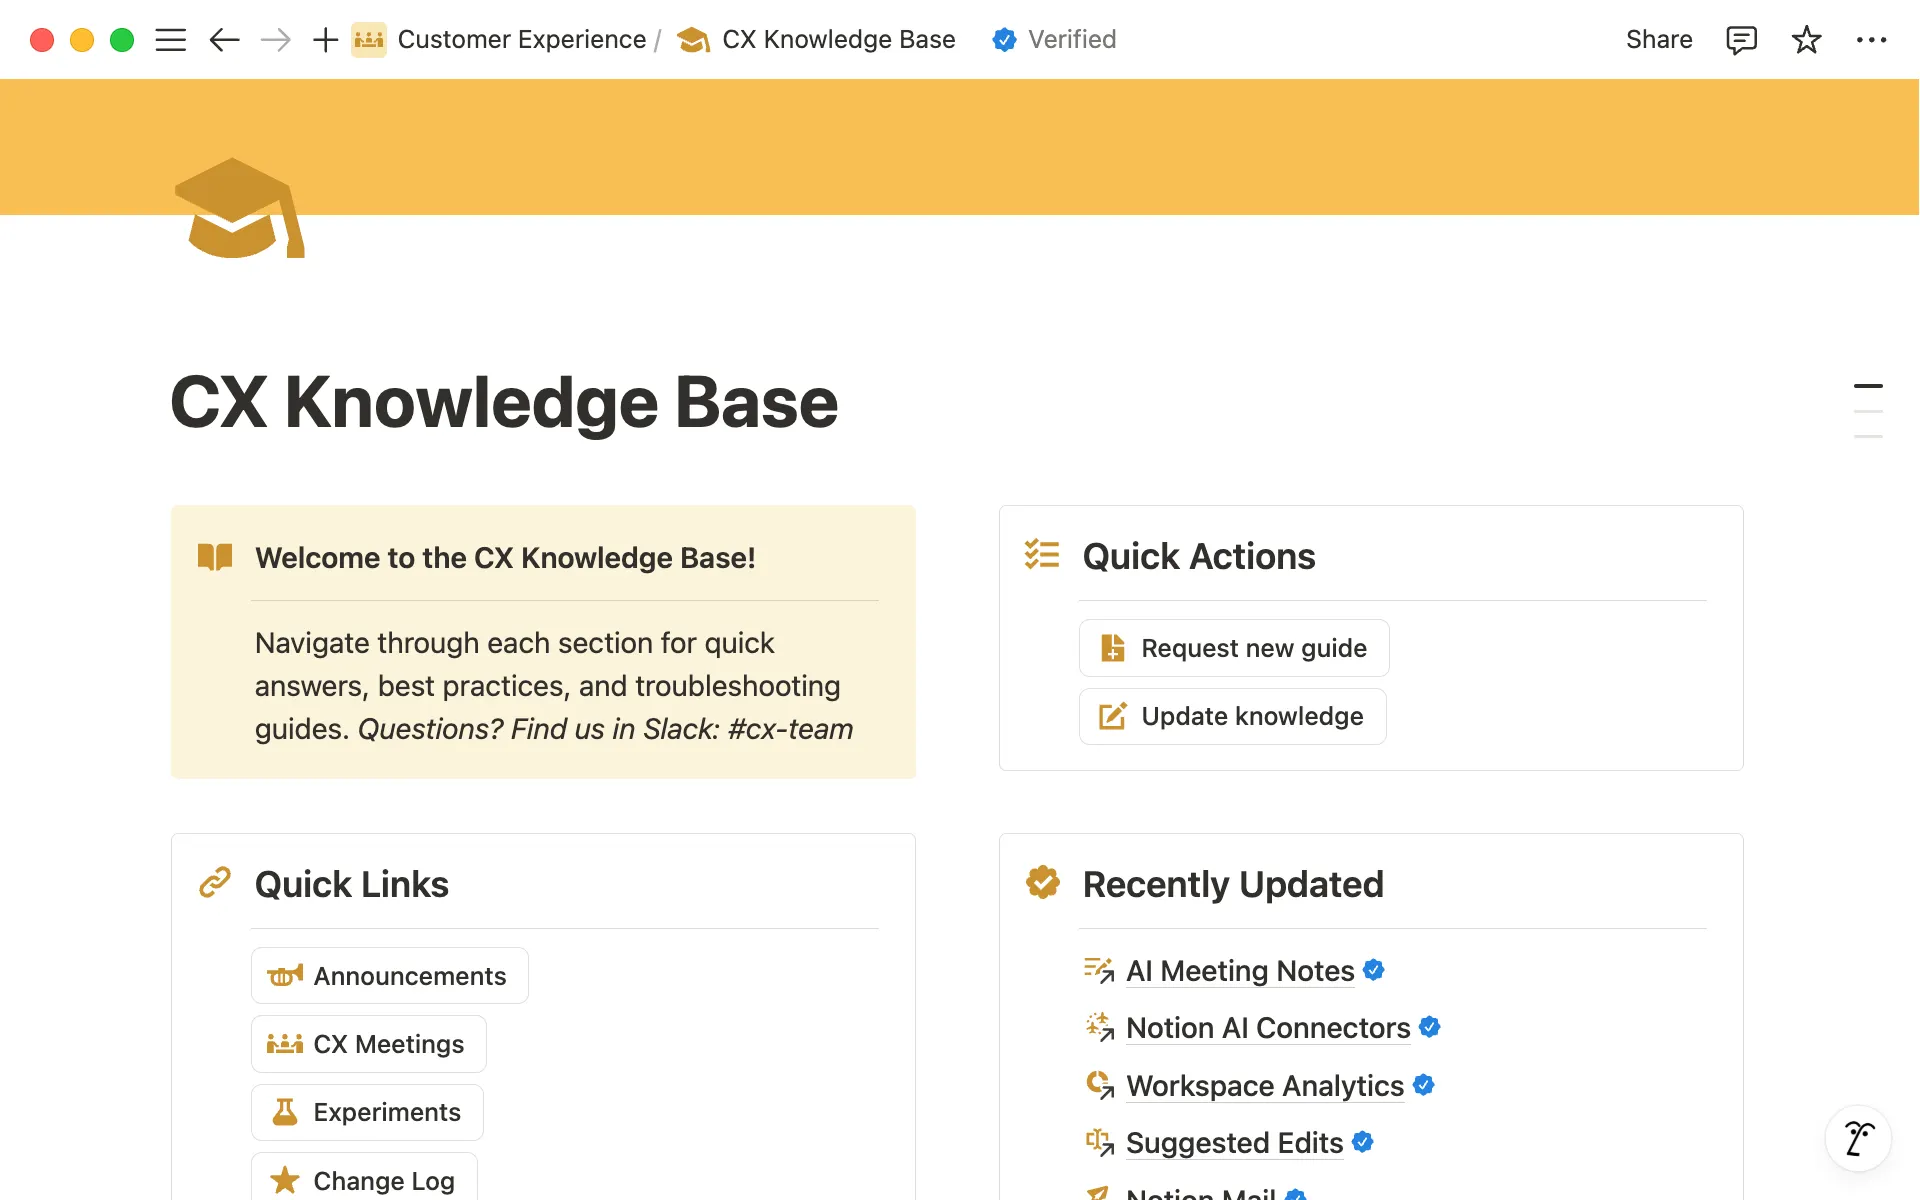 Customer Experience / CX Knowledge Base Verified Share
CX Knowledge Base
Welcome to the CX Knowledge Base!
Navigate through each section for quick
answers, best practices, and troubleshooting
guides. Questions? Find us in Slack: #cx-team
Quick Actions
Request new guide
Update knowledge
Quick Links
Announcements
CX Meetings
Experiments
Change Log
Recently Updated
AI Meeting Notes
Notion AI Connectors
Workspace Analytics
Suggested Edits
Notion Mail